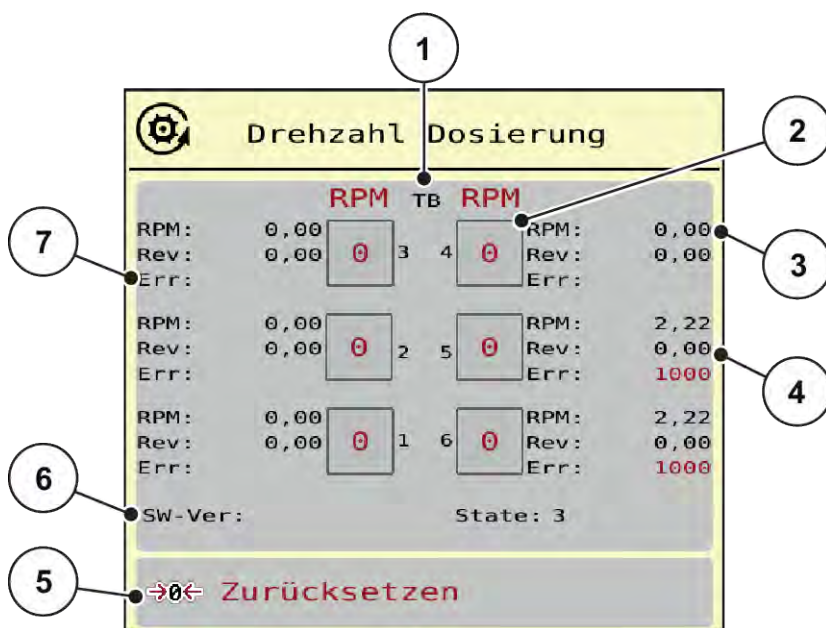 1
Drehzahl Dosierung
2
RPM TB RPM
RPM: 0,00 RPM: 0,00
Rev: 0,00 0 3 4 0 Rev: 0,00
Err: Err:
7
3
RPM: 0,00 RPM: 2,22
Rev: 0,00 0 2 5 0 Rev: 0,00
Err: Err: 1000
4
RPM: 0,00 RPM: 2,22
Rev: 0,00 0 1 6 0 Rev: 0,00
Err: Err: 1000
6
SW-Ver: State: 3
5
→0← Zurücksetzen